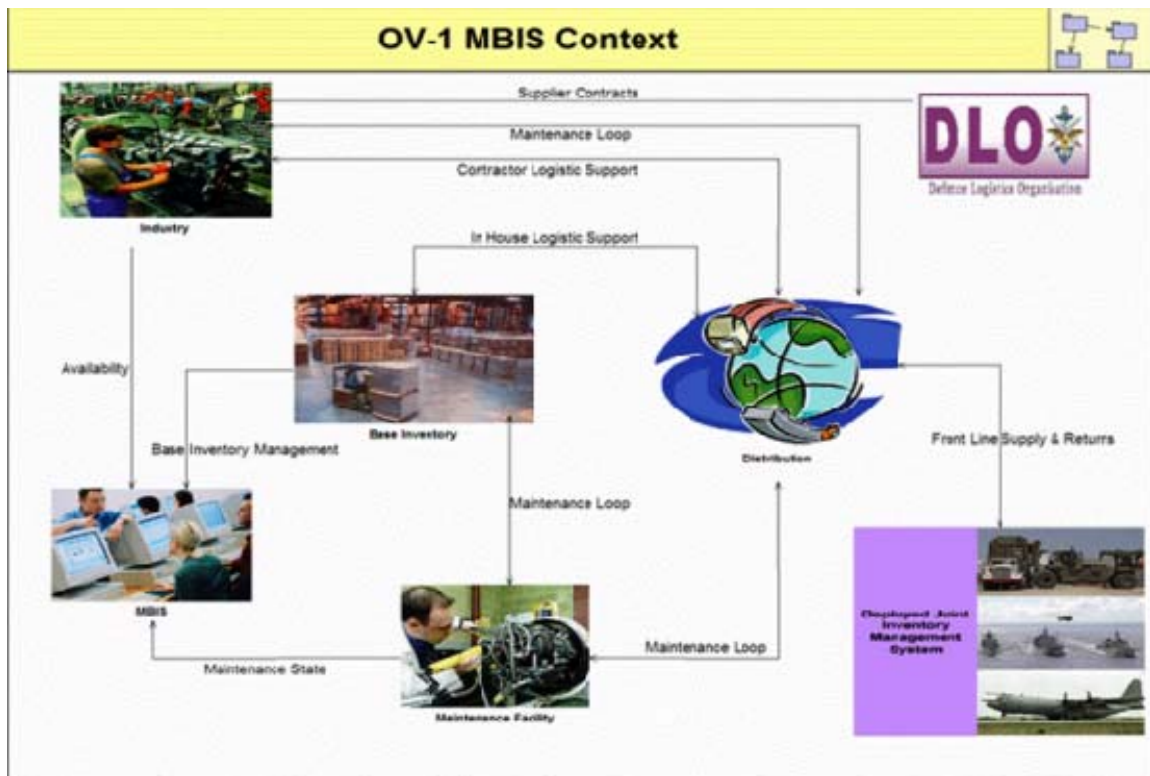 OV-1 MBIS Context
Supplier Contracts
Maintenance Loop
DLO
Defence Logistics Organisation
Contractor Logistic Support
Industry
In House Logistic Support
Availability
Base Inventory
Base Inventory Management
Distribution
Front Line Supply & Returns
Maintenance Loop
MBIS
Deployed Joint
Inventory
Management
System
Maintenance Loop
Maintenance State
Maintenance Facility